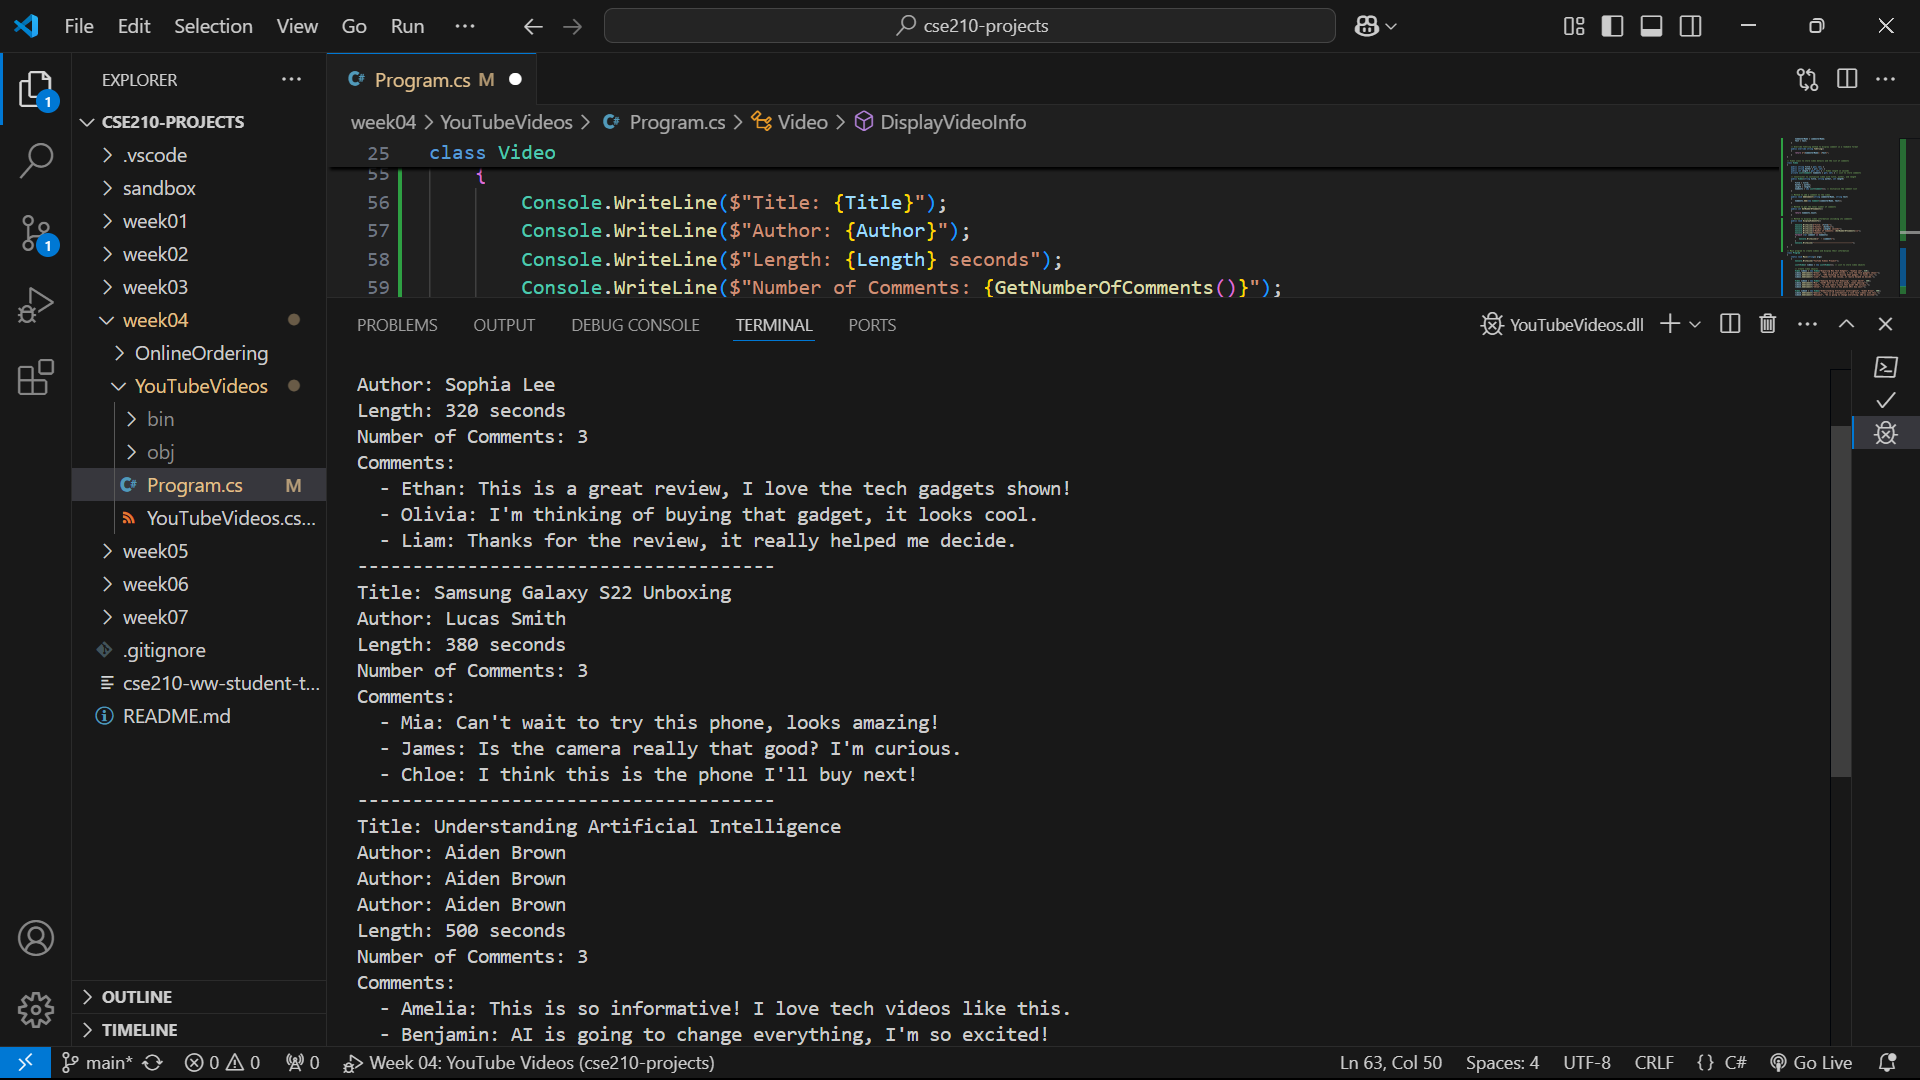 File Edit Selection View Go Run ··· cse210-projects
EXPLORER ···
Program.cs M
CSE210-PROJECTS
.vscode
sandbox
week01
week02
week03
week04
OnlineOrdering
YouTubeVideos
bin
obj
Program.cs M
YouTubeVideos.cs...
week05
week06
week07
.gitignore
cse210-ww-student-t...
README.md
OUTLINE
TIMELINE
1
1
week04 > YouTubeVideos > Program.cs > Video > DisplayVideoInfo
25 class Video
55 {
56 Console.WriteLine($"Title: {Title}");
57 Console.WriteLine($"Author: {Author}");
58 Console.WriteLine($"Length: {Length} seconds");
59 Console.WriteLine($"Number of Comments: {GetNumberOfComments()}");
PROBLEMS OUTPUT DEBUG CONSOLE TERMINAL PORTS YouTubeVideos.dll
Author: Sophia Lee
Length: 320 seconds
Number of Comments: 3
Comments:
- Ethan: This is a great review, I love the tech gadgets shown!
- Olivia: I'm thinking of buying that gadget, it looks cool.
- Liam: Thanks for the review, it really helped me decide.
--------------------------------------
Title: Samsung Galaxy S22 Unboxing
Author: Lucas Smith
Length: 380 seconds
Number of Comments: 3
Comments:
- Mia: Can't wait to try this phone, looks amazing!
- James: Is the camera really that good? I'm curious.
- Chloe: I think this is the phone I'll buy next!
--------------------------------------
Title: Understanding Artificial Intelligence
Author: Aiden Brown
Author: Aiden Brown
Author: Aiden Brown
Length: 500 seconds
Number of Comments: 3
Comments:
- Amelia: This is so informative! I love tech videos like this.
- Benjamin: AI is going to change everything, I'm so excited!
main* 0 0 0 Week 04: YouTube Videos (cse210-projects) Ln 63, Col 50 Spaces: 4 UTF-8 CRLF {} C# Go Live